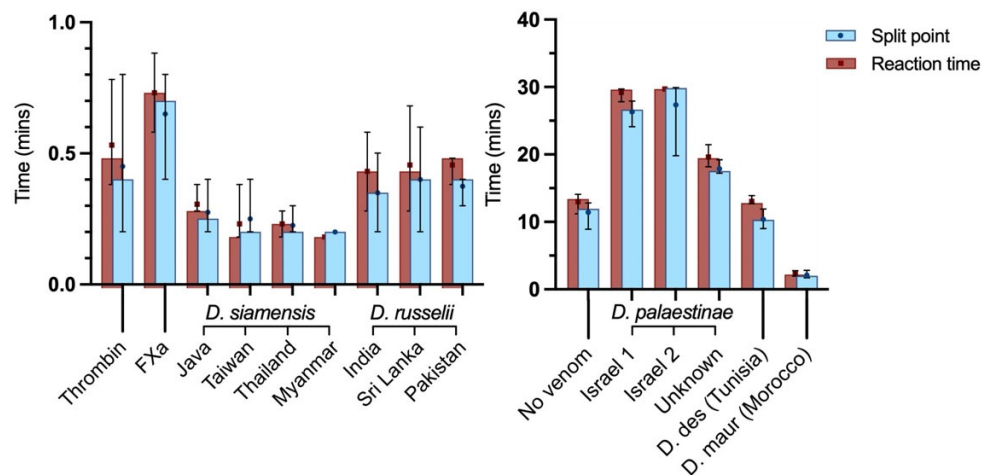 1.0
0.5
0.0
Time (mins)
Thrombin
FXa
Java
Taiwan
Thailand
Myanmar
India
Sri Lanka
Pakistan
D. siamensis
D. russelii
40
30
20
10
0
Time (mins)
No venom
Israel 1
Israel 2
Unknown
D. des (Tunisia)
D. maur (Morocco)
D. palaestinae
Split point
Reaction time